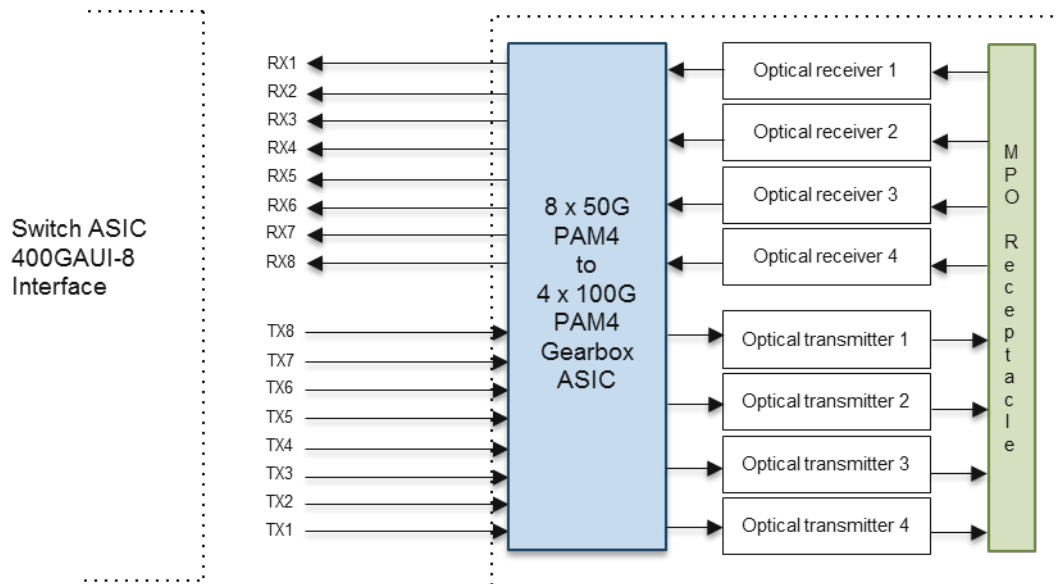 Switch ASIC
400GAUI-8
Interface
RX1
RX2
RX3
RX4
RX5
RX6
RX7
RX8
TX8
TX7
TX6
TX5
TX4
TX3
TX2
TX1
8 x 50G
PAM4
to
4 x 100G
PAM4
Gearbox
ASIC
Optical receiver 1
Optical receiver 2
Optical receiver 3
Optical receiver 4
Optical transmitter 1
Optical transmitter 2
Optical transmitter 3
Optical transmitter 4
MPO Receptacle